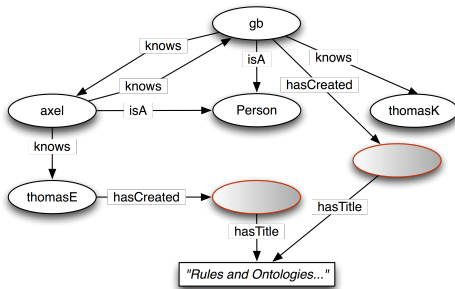 gb
knows
knows
isA
knows
hasCreated
axel
isA
Person
thomasK
knows
thomasE
hasCreated
hasTitle
hasTitle
"Rules and Ontologies..."